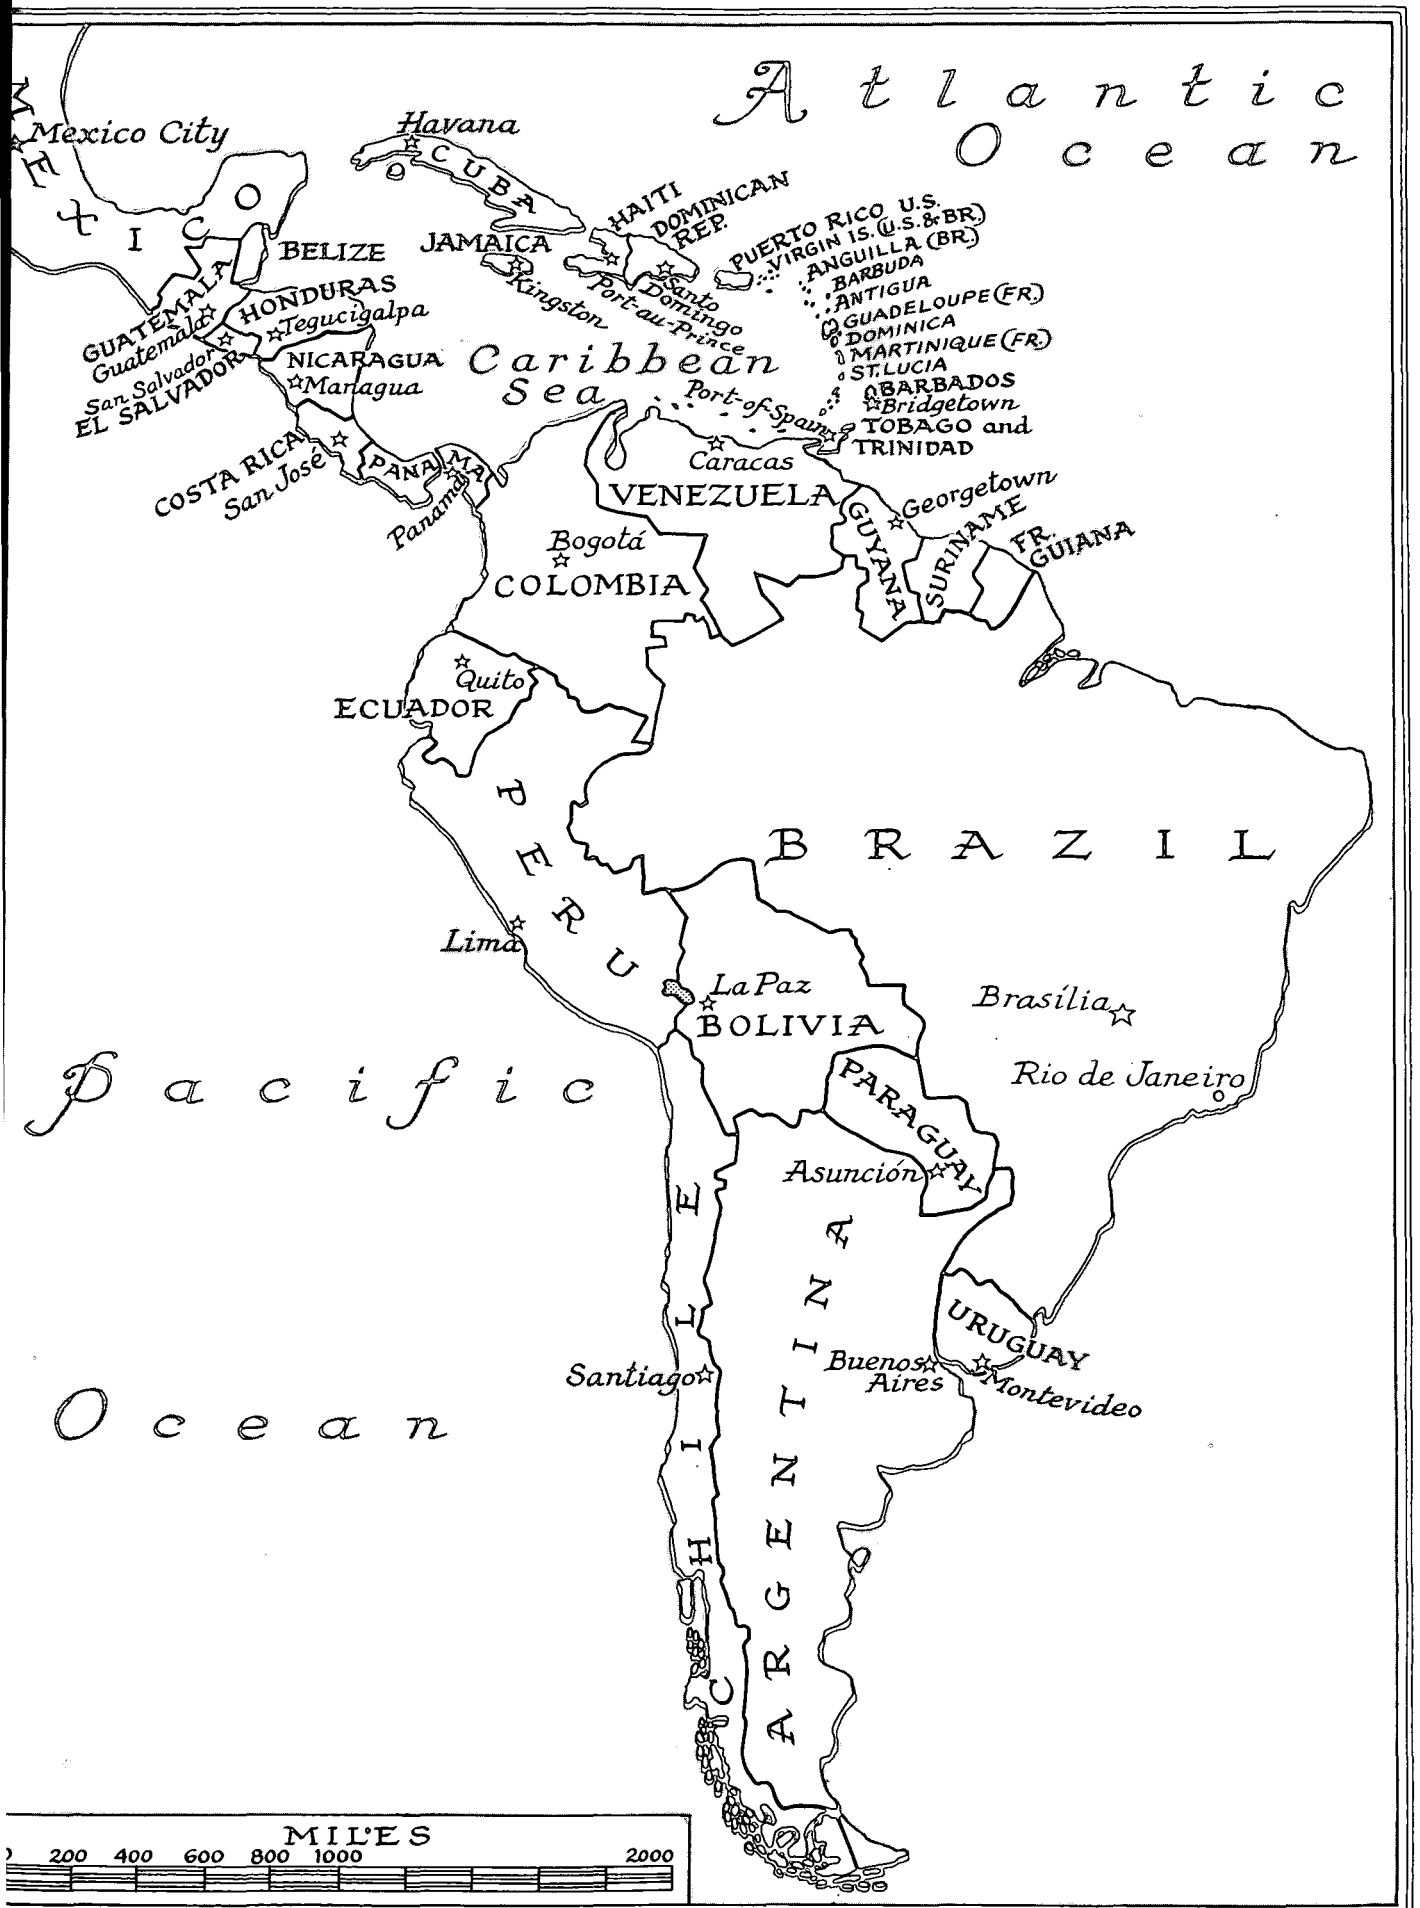 Atlantic
Ocean
MEXICO
Mexico City
Havana
CUBA
HAITI
DOMINICAN
REP.
PUERTO RICO U.S.
VIRGIN IS. (U.S. & BR.)
ANGUILLA (BR.)
BARBUDA
ANTIGUA
GUADELOUPE (FR.)
DOMINICA
MARTINIQUE (FR.)
ST. LUCIA
BARBADOS
Bridgetown
TOBAGO and
TRINIDAD
BELIZE
JAMAICA
Kingston
Port-au-Prince
Santo
Domingo
GUATEMALA
Guatemala
HONDURAS
Tegucigalpa
San Salvador
EL SALVADOR
NICARAGUA
Managua
Caribbean
Sea
Port-of-Spain
COSTA RICA
San José
PANAMA
Panamá
Caracas
VENEZUELA
Georgetown
GUYANA
SURINAME
FR.
GUIANA
Bogotá
COLOMBIA
Quito
ECUADOR
PERU
BRAZIL
Lima
La Paz
BOLIVIA
Brasília
Rio de Janeiro
Pacific
Ocean
PARAGUAY
Asunción
CHILE
ARGENTINA
URUGUAY
Buenos
Aires
Montevideo
Santiago
MILES
200 400 600 800 1000 2000